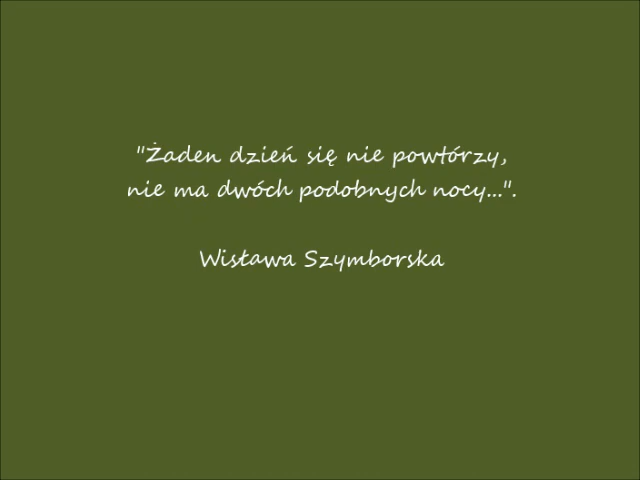 "Żaden dzień się nie powtórzy,
nie ma dwóch podobnych nocy...".
Wisława Szymborska